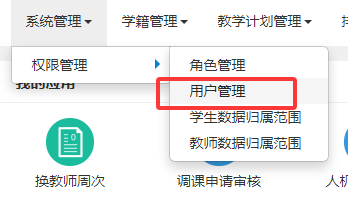 系统管理 学籍管理 教学计划管理
权限管理 角色管理
我的应用 用户管理
学生数据归属范围
教师数据归属范围
换教师周次 调课申请审核 人机